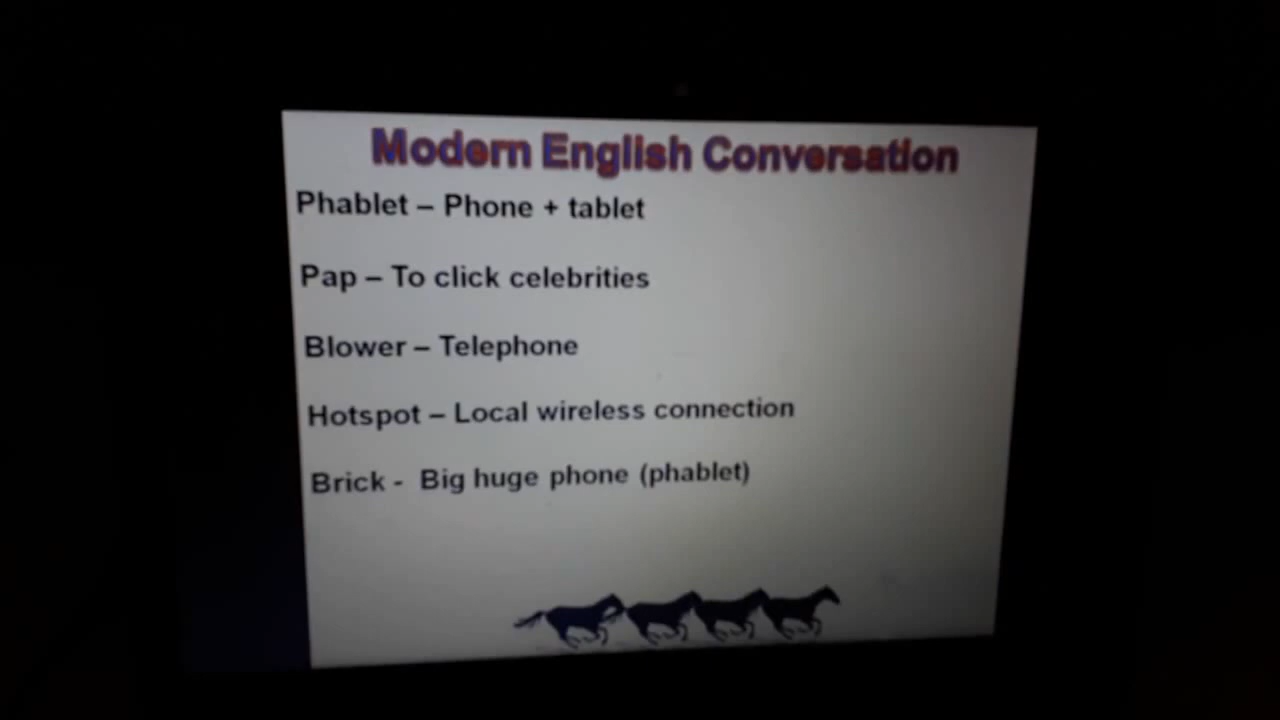 Modern English Conversation
Phablet – Phone + tablet
Pap – To click celebrities
Blower – Telephone
Hotspot – Local wireless connection
Brick - Big huge phone (phablet)